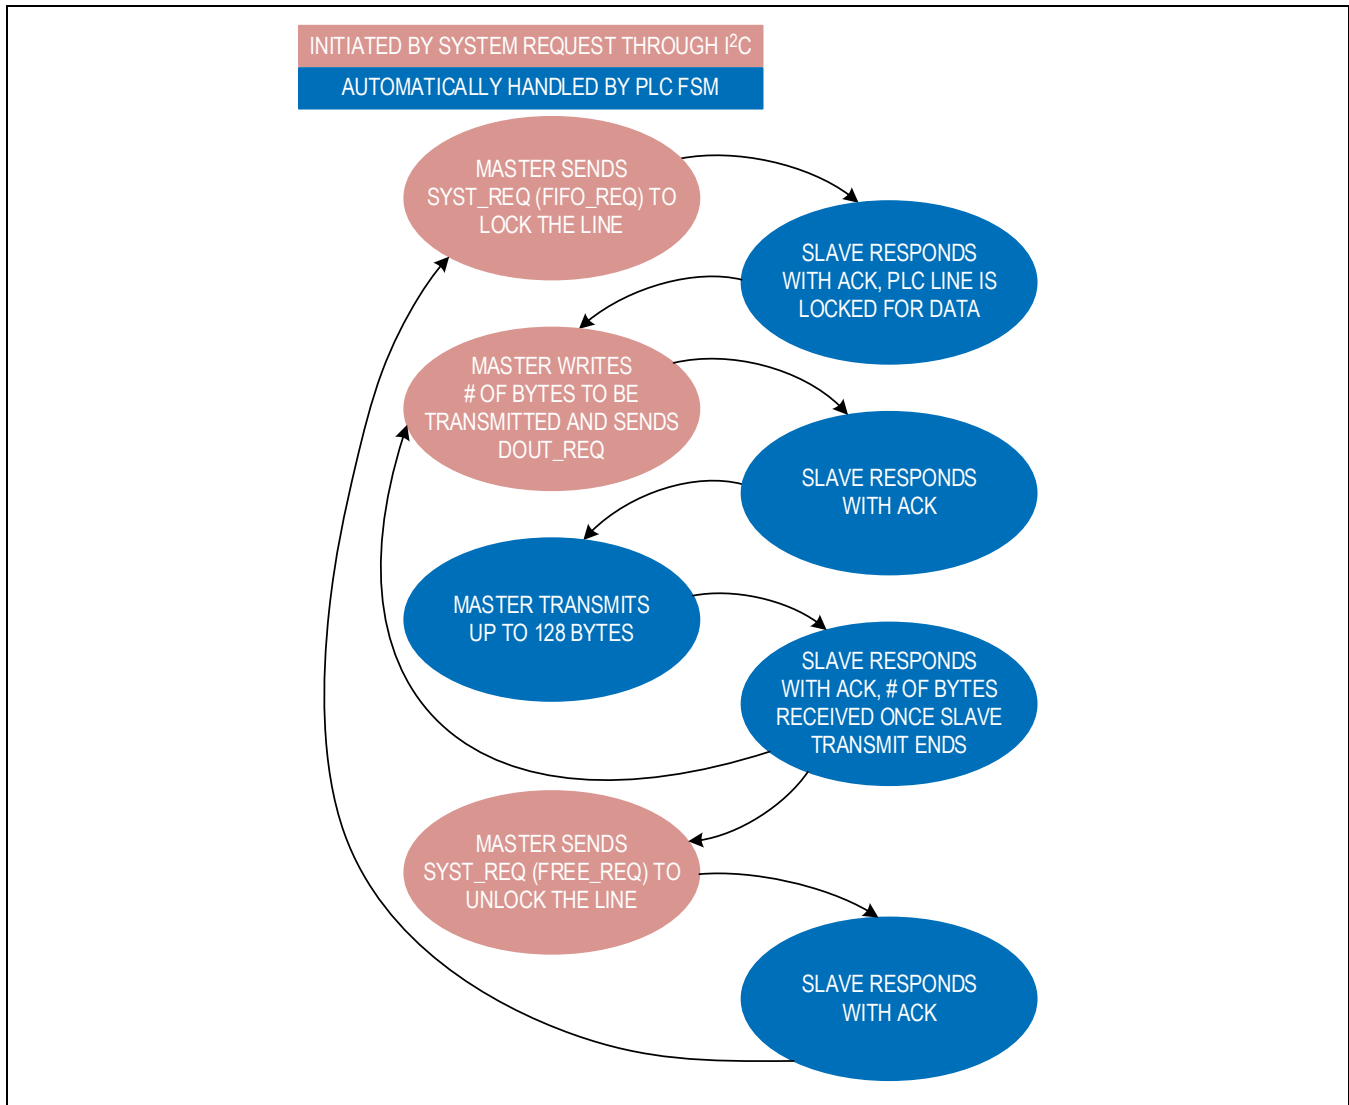 INITIATED BY SYSTEM REQUEST THROUGH I²C
AUTOMATICALLY HANDLED BY PLC FSM
MASTER SENDS
SYST_REQ (FIFO_REQ) TO
LOCK THE LINE
SLAVE RESPONDS
WITH ACK, PLC LINE IS
LOCKED FOR DATA
MASTER WRITES
# OF BYTES TO BE
TRANSMITTED AND SENDS
DOUT_REQ
SLAVE RESPONDS
WITH ACK
MASTER TRANSMITS
UP TO 128 BYTES
SLAVE RESPONDS
WITH ACK, # OF BYTES
RECEIVED ONCE SLAVE
TRANSMIT ENDS
MASTER SENDS
SYST_REQ (FREE_REQ) TO
UNLOCK THE LINE
SLAVE RESPONDS
WITH ACK